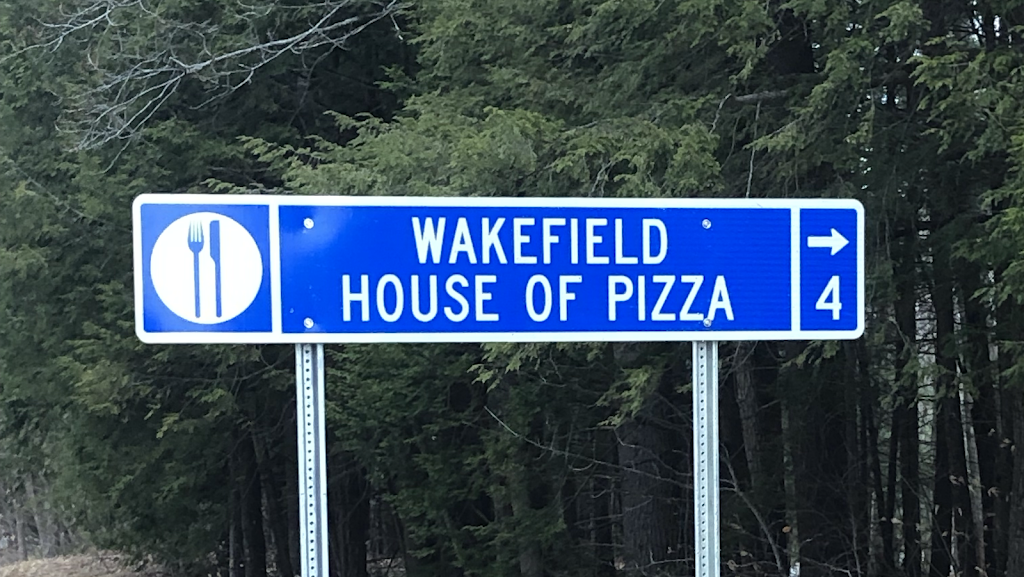 WAKEFIELD
HOUSE OF PIZZA
→
4